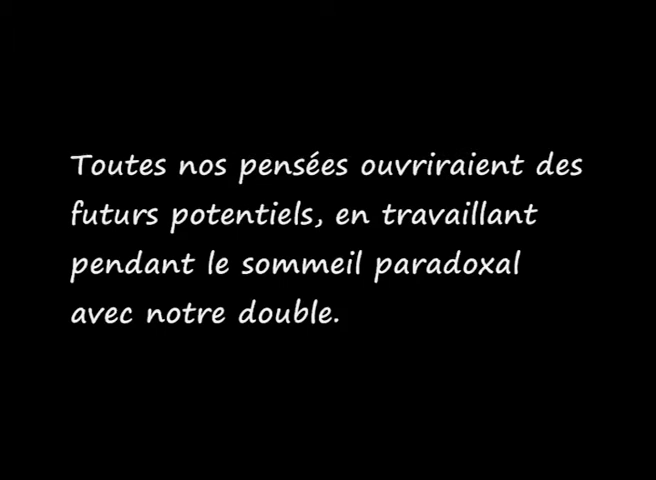 Toutes nos pensées ouvriraient des
futurs potentiels, en travaillant
pendant le sommeil paradoxal
avec notre double.